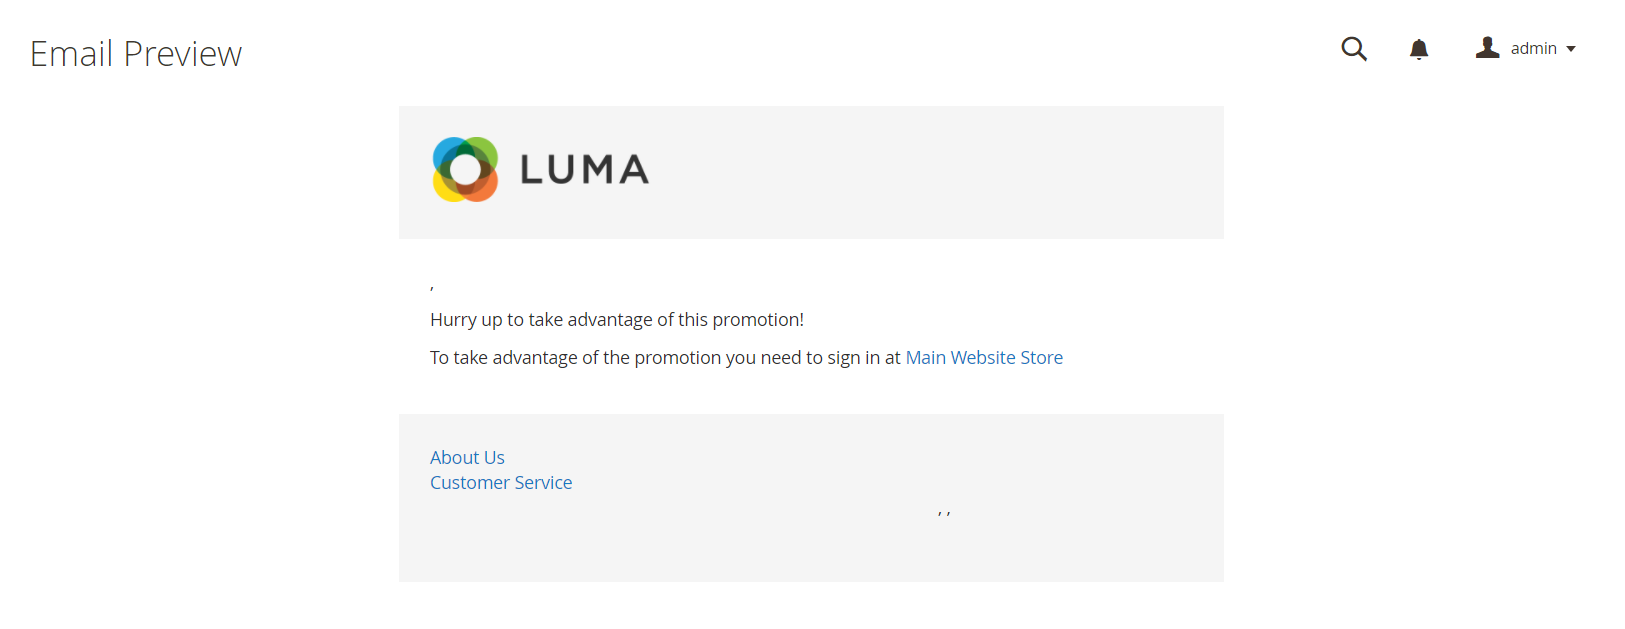 Email Preview
admin
LUMA
,
Hurry up to take advantage of this promotion!
To take advantage of the promotion you need to sign in at Main Website Store
About Us
Customer Service
, ,